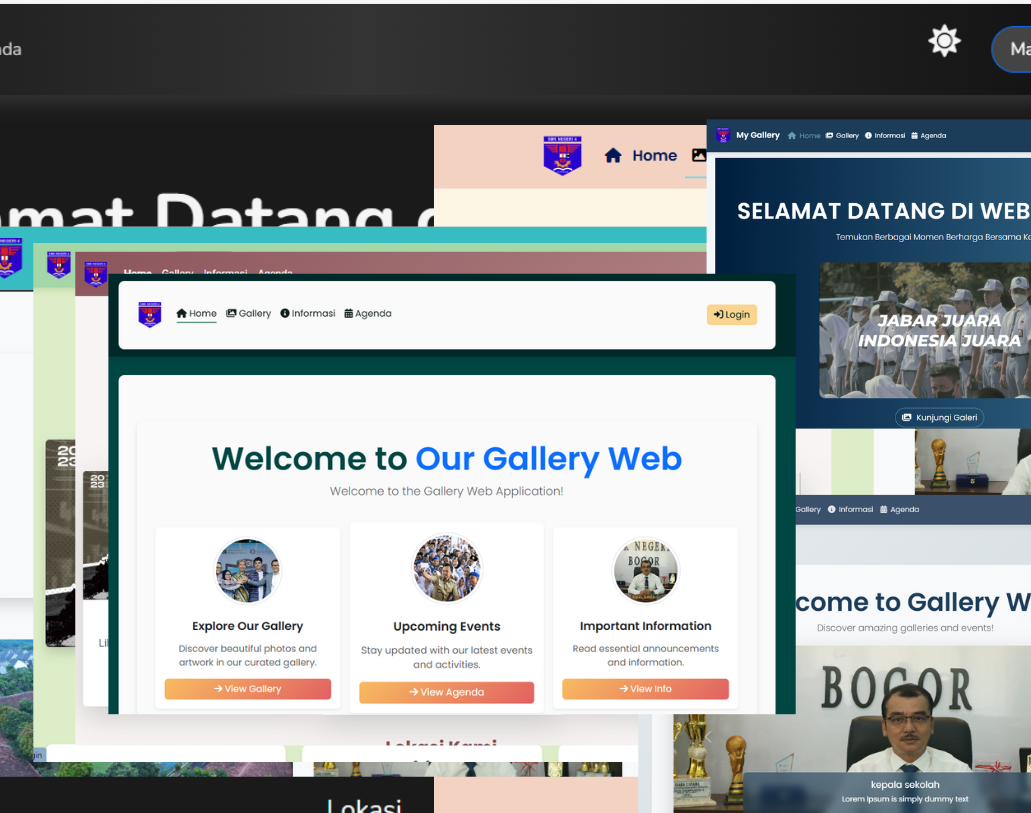 Selamat Datang
Home
My Gallery Home Gallery Informasi Agenda
SELAMAT DATANG DI WEB
Temukan Berbagai Momen Berharga Bersama
JABAR JUARA
INDONESIA JUARA
Kunjungi Galeri
Home Gallery Informasi Agenda
Home Gallery Informasi Agenda
Login
Welcome to Our Gallery Web
Welcome to the Gallery Web Application!
Explore Our Gallery
Discover beautiful photos and
artwork in our curated gallery.
View Gallery
Upcoming Events
Stay updated with our latest events
and activities.
View Agenda
Important Information
Read essential announcements
and information.
View Info
Gallery Informasi Agenda
come to Gallery W
Discover amazing galleries and events!
BOGOR
kepala sekolah
Lorem Ipsum is simply dummy text
Lokasi Kami
Lokasi